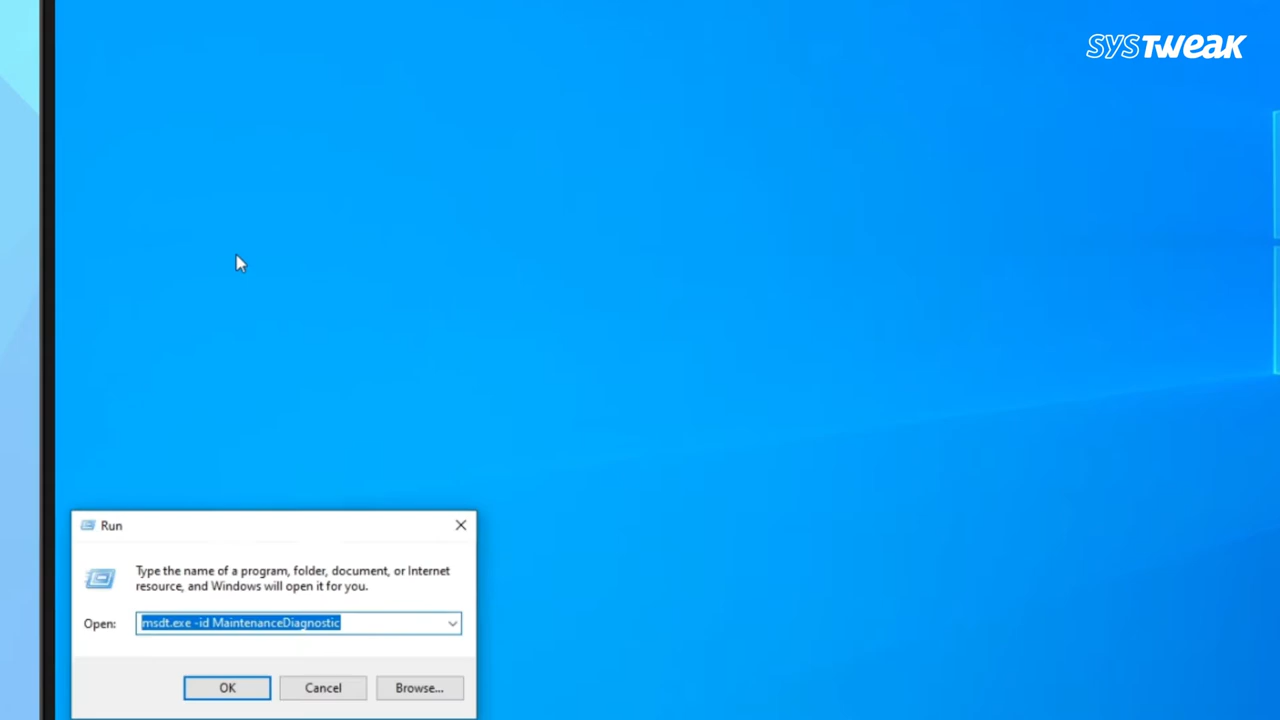 SYSTWEAK
Run
Type the name of a program, folder, document, or Internet
resource, and Windows will open it for you.
Open: msdt.exe -id MaintenanceDiagnostic
OK Cancel Browse...